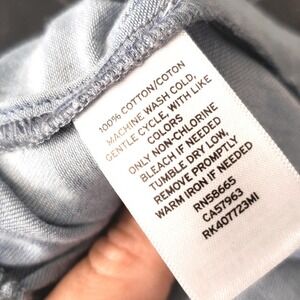 100% COTTON/COTON
MACHINE WASH COLD,
GENTLE CYCLE, WITH LIKE
COLORS
ONLY NON-CHLORINE
BLEACH IF NEEDED
TUMBLE DRY LOW,
REMOVE PROMPTLY
WARM IRON IF NEEDED
RN58665
CA57963
RK407723MI